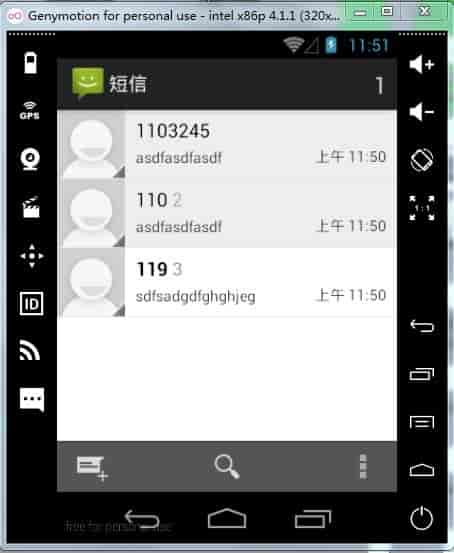 Genymotion for personal use - intel x86p 4.1.1 (320x...
11:51
GPS
短信
1
1103245
asdfasdfasdf
上午 11:50
110 2
asdfasdfasdf
上午 11:50
1:1
119 3
sdfsadgdfghghjeg
上午 11:50
ID
free for personal use